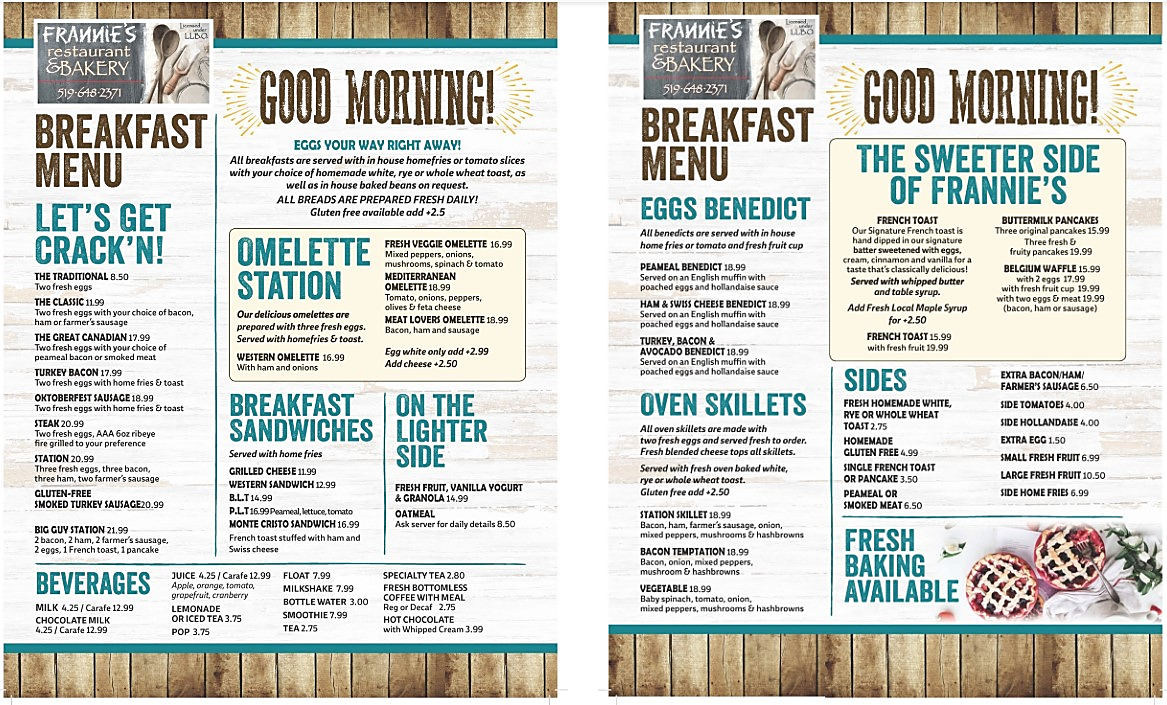 FRANNIE'S
restaurant
& BAKERY
519-648-2371
Licensed
under
LLBO
GOOD MORNING!
BREAKFAST
MENU
EGGS YOUR WAY RIGHT AWAY!
All breakfasts are served with in house homefries or tomato slices
with your choice of homemade white, rye or whole wheat toast, as
well as in house baked beans on request.
ALL BREADS ARE PREPARED FRESH DAILY!
Gluten free available add +2.5
LET'S GET
CRACK'N!
THE TRADITIONAL 8.50
Two fresh eggs
THE CLASSIC 11.99
Two fresh eggs with your choice of bacon,
ham or farmer's sausage
THE GREAT CANADIAN 17.99
Two fresh eggs with your choice of
peameal bacon or smoked meat
TURKEY BACON 17.99
Two fresh eggs with home fries & toast
OKTOBERFEST SAUSAGE 18.99
Two fresh eggs with home fries & toast
STEAK 20.99
Two fresh eggs, AAA 6oz ribeye
fire grilled to your preference
STATION 20.99
Three fresh eggs, three bacon,
three ham, two farmer's sausage
GLUTEN-FREE
SMOKED TURKEY SAUSAGE20.99
BIG GUY STATION 21.99
2 bacon, 2 ham, 2 farmer's sausage,
2 eggs, 1 French toast, 1 pancake
OMELETTE
STATION
Our delicious omelettes are
prepared with three fresh eggs.
Served with homefries & toast.
WESTERN OMELETTE 16.99
With ham and onions
FRESH VEGGIE OMELETTE 16.99
Mixed peppers, onions,
mushrooms, spinach & tomato
MEDITERRANEAN
OMELETTE 18.99
Tomato, onions, peppers,
olives & feta cheese
MEAT LOVERS OMELETTE 18.99
Bacon, ham and sausage
Egg white only add +2.99
Add cheese +2.50
BREAKFAST
SANDWICHES
Served with home fries
GRILLED CHEESE 11.99
WESTERN SANDWICH 12.99
B.L.T 14.99
P.L.T 16.99 Peameal, lettuce, tomato
MONTE CRISTO SANDWICH 16.99
French toast stuffed with ham and
Swiss cheese
ON THE
LIGHTER
SIDE
FRESH FRUIT, VANILLA YOGURT
& GRANOLA 14.99
OATMEAL
Ask server for daily details 8.50
BEVERAGES
MILK 4.25 / Carafe 12.99
CHOCOLATE MILK
4.25 / Carafe 12.99
JUICE 4.25 / Carafe 12.99
Apple, orange, tomato,
grapefruit, cranberry
LEMONADE
OR ICED TEA 3.75
POP 3.75
FLOAT 7.99
MILKSHAKE 7.99
BOTTLE WATER 3.00
SMOOTHIE 7.99
TEA 2.75
SPECIALTY TEA 2.80
FRESH BOTTOMLESS
COFFEE WITH MEAL
Reg or Decaf 2.75
HOT CHOCOLATE
with Whipped Cream 3.99
FRANNIE'S
restaurant
& BAKERY
519-648-2371
Licensed
under
LLBO
GOOD MORNING!
BREAKFAST
MENU
EGGS BENEDICT
All benedicts are served with in house
home fries or tomato and fresh fruit cup
PEAMEAL BENEDICT 18.99
Served on an English muffin with
poached eggs and hollandaise sauce
HAM & SWISS CHEESE BENEDICT 18.99
Served on an English muffin with
poached eggs and hollandaise sauce
TURKEY, BACON &
AVOCADO BENEDICT 18.99
Served on an English muffin with
poached eggs and hollandaise sauce
OVEN SKILLETS
All oven skillets are made with
two fresh eggs and served fresh to order.
Fresh blended cheese tops all skillets.
Served with fresh oven baked white,
rye or whole wheat toast.
Gluten free add +2.50
STATION SKILLET 18.99
Bacon, ham, farmer's sausage, onion,
mixed peppers, mushrooms & hashbrowns
BACON TEMPTATION 18.99
Bacon, onion, mixed peppers,
mushroom & hashbrowns
VEGETABLE 18.99
Baby spinach, tomato, onion,
mixed peppers, mushrooms & hashbrowns
THE SWEETER SIDE
OF FRANNIE'S
FRENCH TOAST
Our Signature French toast is
hand dipped in our signature
batter sweetened with eggs,
cream, cinnamon and vanilla for a
taste that's classically delicious!
Served with whipped butter
and table syrup.
Add Fresh Local Maple Syrup
for +2.50
FRENCH TOAST 15.99
with fresh fruit 19.99
BUTTERMILK PANCAKES
Three original pancakes 15.99
Three fresh &
fruity pancakes 19.99
BELGIUM WAFFLE 15.99
with 2 eggs 17.99
with fresh fruit cup 19.99
with two eggs & meat 19.99
(bacon, ham or sausage)
SIDES
FRESH HOMEMADE WHITE,
RYE OR WHOLE WHEAT
TOAST 2.75
HOMEMADE
GLUTEN FREE 4.99
SINGLE FRENCH TOAST
OR PANCAKE 3.50
PEAMEAL OR
SMOKED MEAT 6.50
EXTRA BACON/HAM/
FARMER'S SAUSAGE 6.50
SIDE TOMATOES 4.00
SIDE HOLLANDAISE 4.00
EXTRA EGG 1.50
SMALL FRESH FRUIT 6.99
LARGE FRESH FRUIT 10.50
SIDE HOME FRIES 6.99
FRESH
BAKING
AVAILABLE